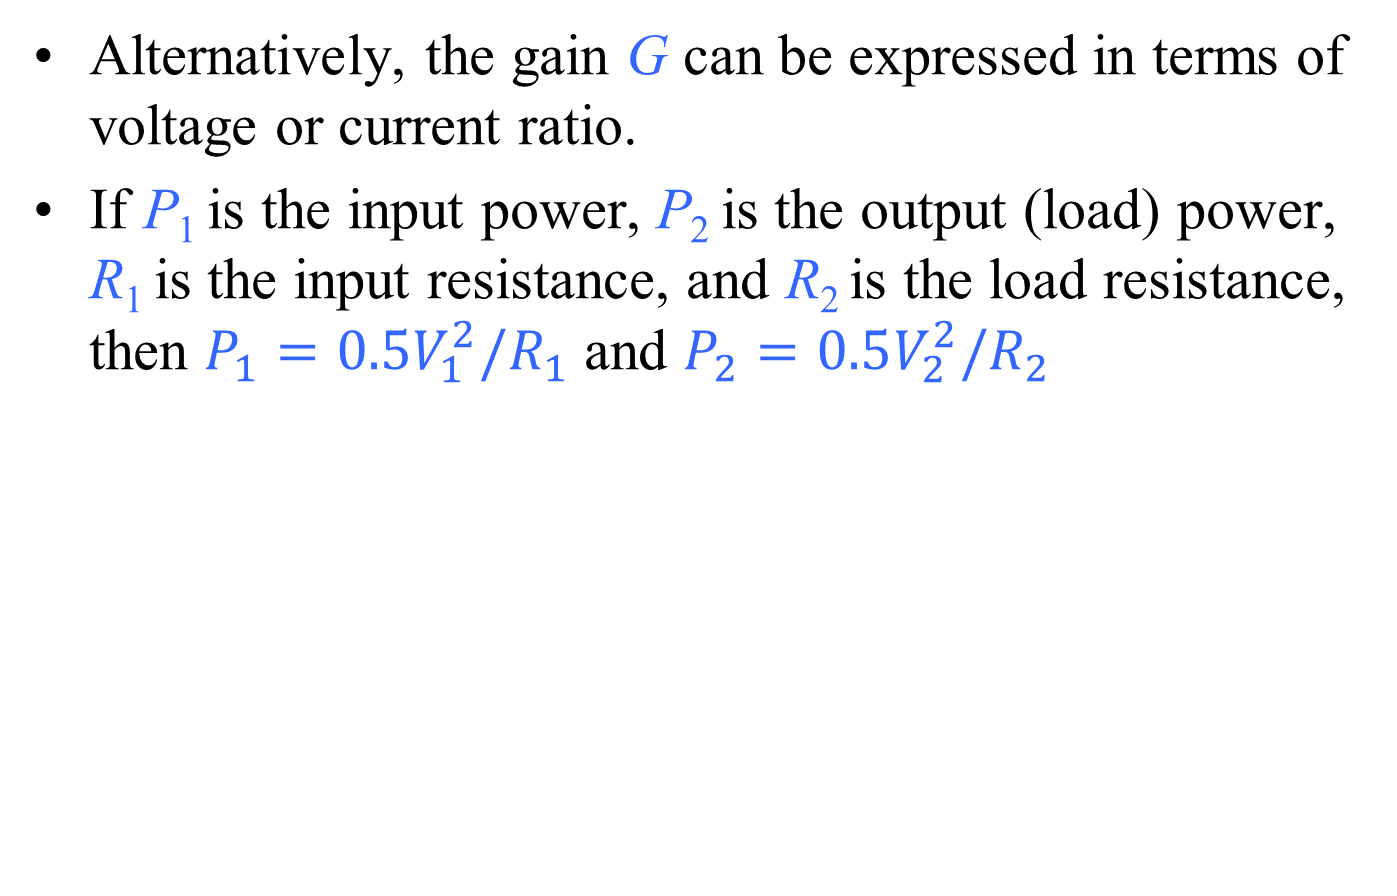 • Alternatively, the gain G can be expressed in terms of
voltage or current ratio.
• If P₁ is the input power, P₂ is the output (load) power,
R₁ is the input resistance, and R₂ is the load resistance,
then P₁ = 0.5V₁²/R₁ and P₂ = 0.5V₂²/R₂